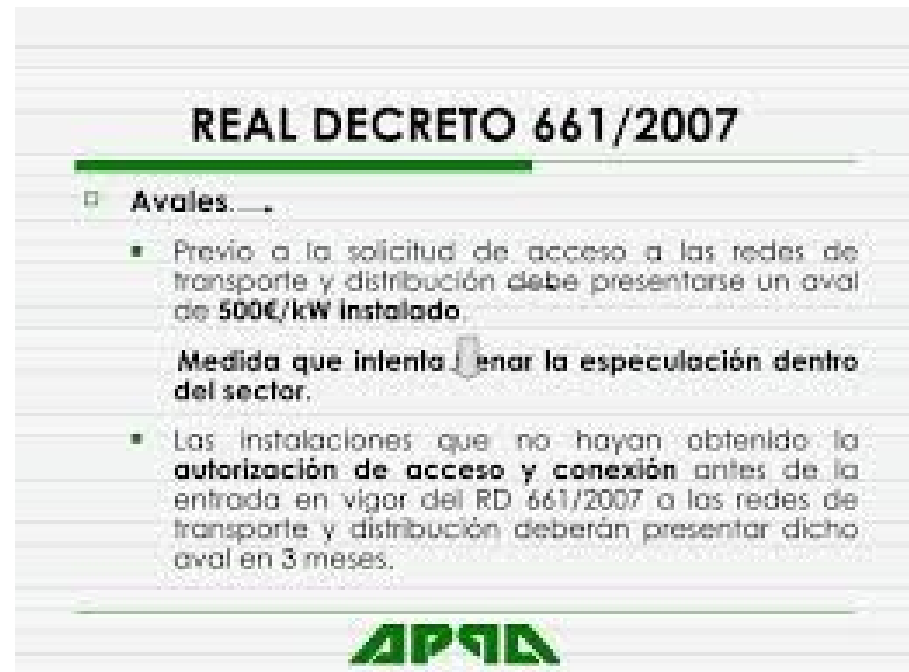 REAL DECRETO 661/2007
Avales.....
Previo a la solicitud de acceso a las redes de
transporte y distribución debe presentarse un aval
de 500€/kW instalado.
Medida que intenta la especulación dentro
del sector.
Las instalaciones que no hayan obtenido la
autorización de acceso y conexión antes de la
entrada en vigor del RD 661/2007 a las redes de
transporte y distribución deberán presentar dicho
aval en 3 meses.